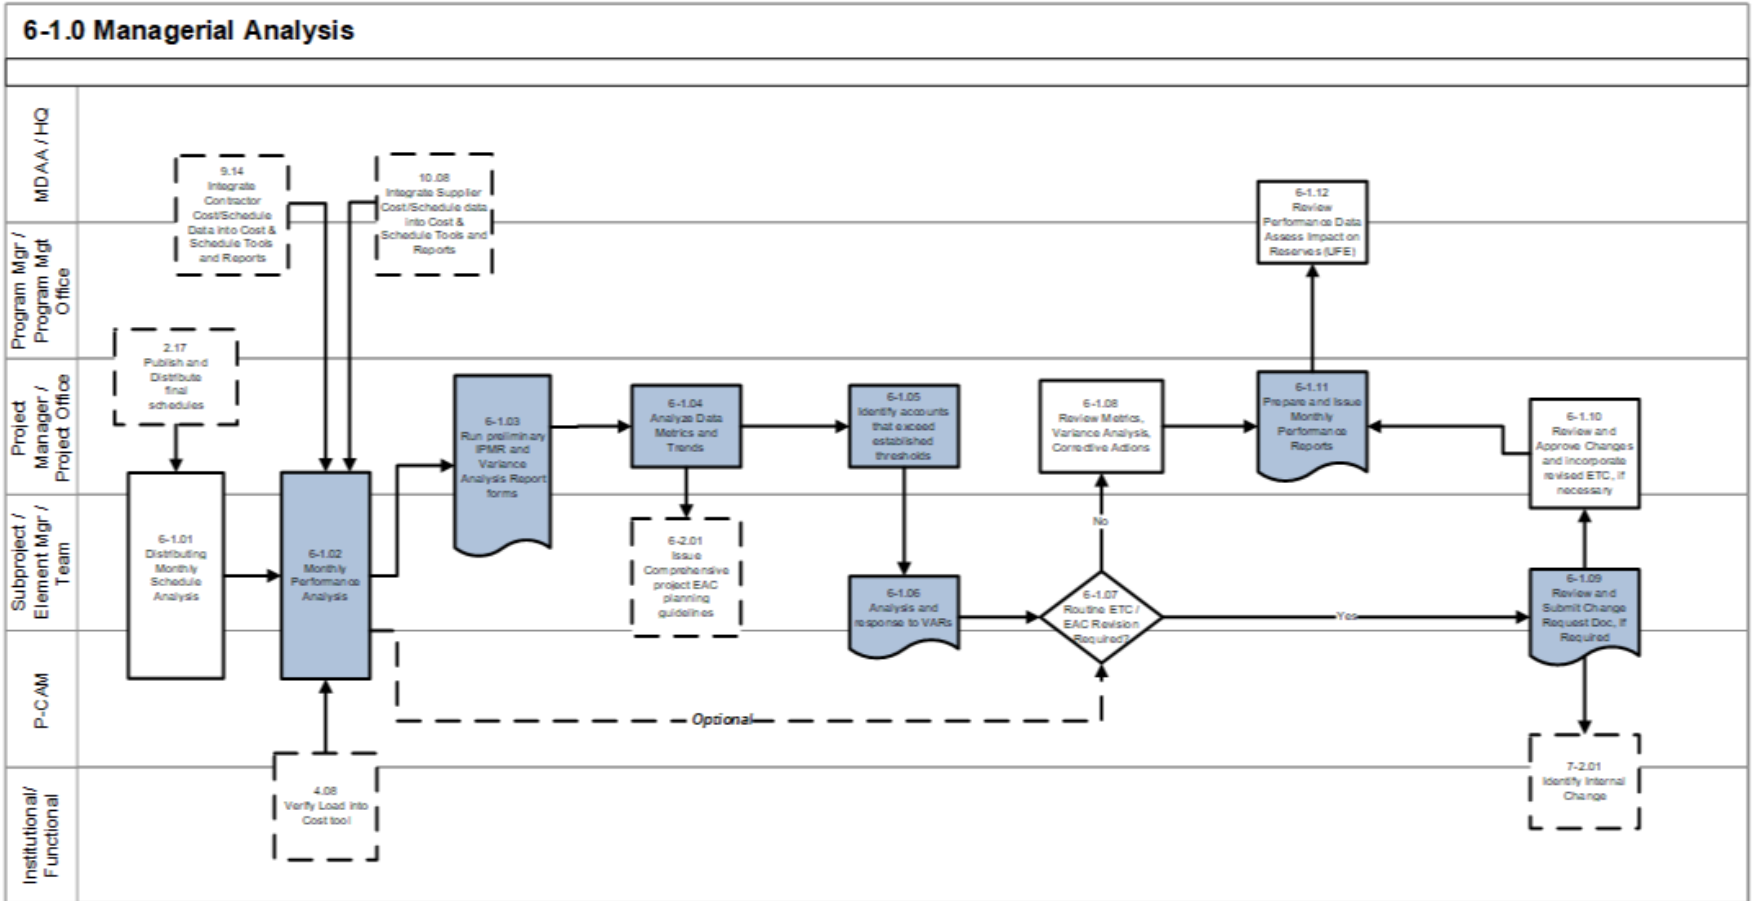 6-1.0 Managerial Analysis
MDAA / HQ
Program Mgr /
Program Mgt
Office
Project
Manager /
Project Office
Subproject /
Element Mgr /
Team
P-CAM
Institutional/
Functional
9.14
Integrate
Contractor
Cost/Schedule
Data into Cost &
Schedule Tools
and Reports
10.08
Integrate Supplier
Cost/Schedule data
into Cost &
Schedule Tools and
Reports
6-1.12
Review
Performance Data
Assess Impact on
Reserves (UFE)
2.17
Publish and
Distribute
final
schedules
6-1.03
Run preliminary
IPMR and
Variance
Analysis Report
forms
6-1.04
Analyze Data
Metrics and
Trends
6-1.05
Identify accounts
that exceed
established
thresholds
6-1.08
Review Metrics,
Variance Analysis,
Corrective Actions
6-1.11
Prepare and Issue
Monthly
Performance
Reports
6-1.10
Review and
Approve Changes
and incorporate
revised ETC, if
necessary
6-1.01
Distributing
Monthly
Schedule
Analysis
6-1.02
Monthly
Performance
Analysis
6-2.01
Issue
Comprehensive
project EAC
planning
guidelines
6-1.06
Analysis and
response to VARs
No
6-1.07
Routine ETC /
EAC Revision
Required?
Yes
6-1.09
Review and
Submit Change
Request Doc, If
Required
Optional
4.08
Verify Load into
Cost tool
7-2.01
Identify Internal
Change